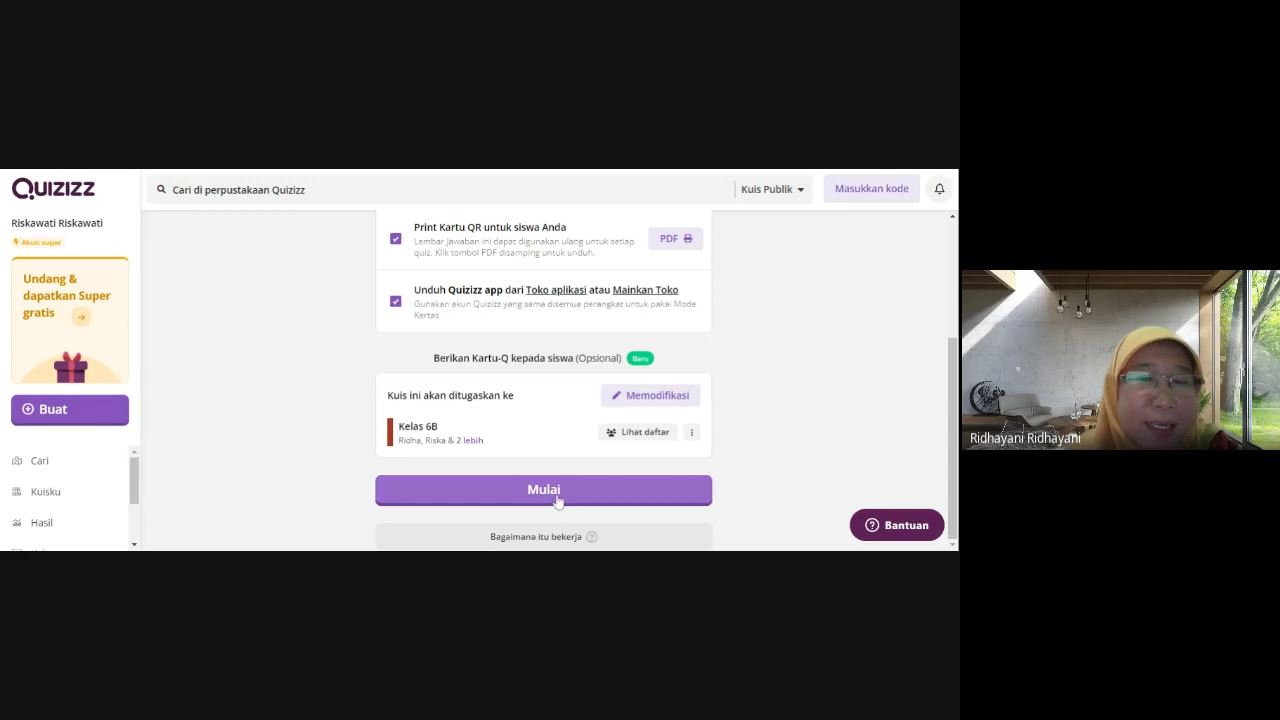 QUIZIZZ
Cari di perpustakaan Quizizz
Kuis Publik
Masukkan kode
Riskawati Riskawati
Akun super
Undang &
dapatkan Super
gratis
Buat
Cari
Kuisku
Hasil
Print Kartu QR untuk siswa Anda
Lembar Jawaban ini dapat digunakan ulang untuk setiap
quiz. Klik tombol PDF disamping untuk unduh.
PDF
Unduh Quizizz app dari Toko aplikasi atau Mainkan Toko
Gunakan akun Quizizz yang sama disemua perangkat untuk pakai Mode
Kertas
Berikan Kartu-Q kepada siswa (Opsional) Baru
Kuis ini akan ditugaskan ke
Memodifikasi
Kelas 6B
Ridha, Riska & 2 lebih
Lihat daftar
Mulai
Bagaimana itu bekerja ?
Bantuan
Ridhayani Ridhayani